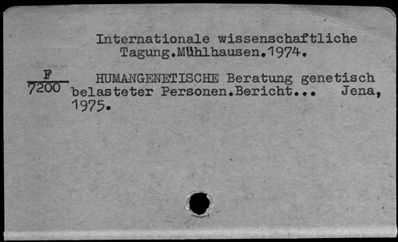 Internationale wissenschaftliche
Tagung.Mühlhausen.1974.
F
7200
HUMANGENETISCHE Beratung genetisch
belasteter Personen.Bericht... Jena,
1975.